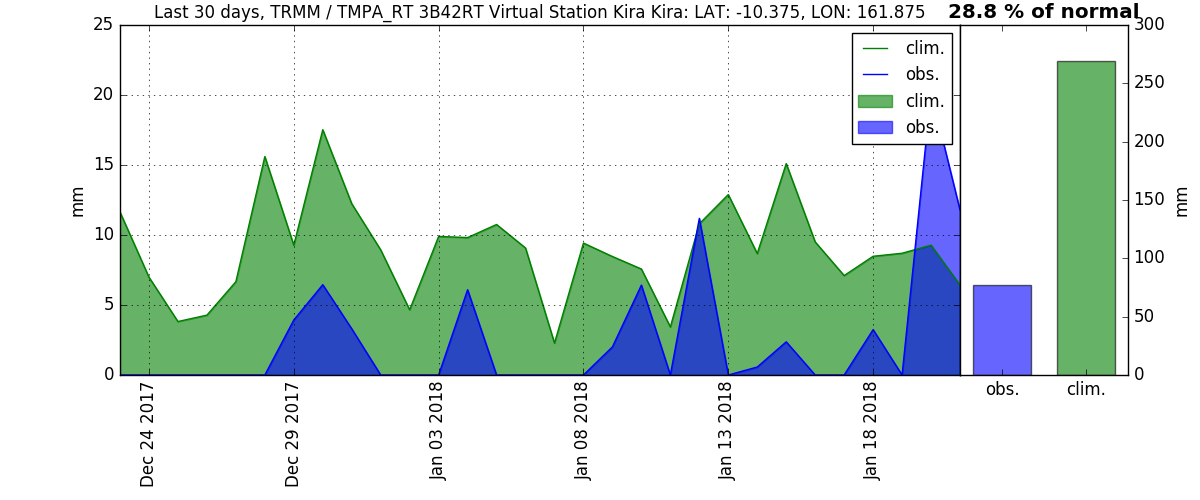 Last 30 days, TRMM / TMPA_RT 3B42RT Virtual Station Kira Kira: LAT: -10.375, LON: 161.875
28.8 % of normal
25
20
15
10
5
0
mm
clim.
obs.
clim.
obs.
300
250
200
150
100
50
0
mm
obs.
clim.
Dec 24 2017
Dec 29 2017
Jan 03 2018
Jan 08 2018
Jan 13 2018
Jan 18 2018